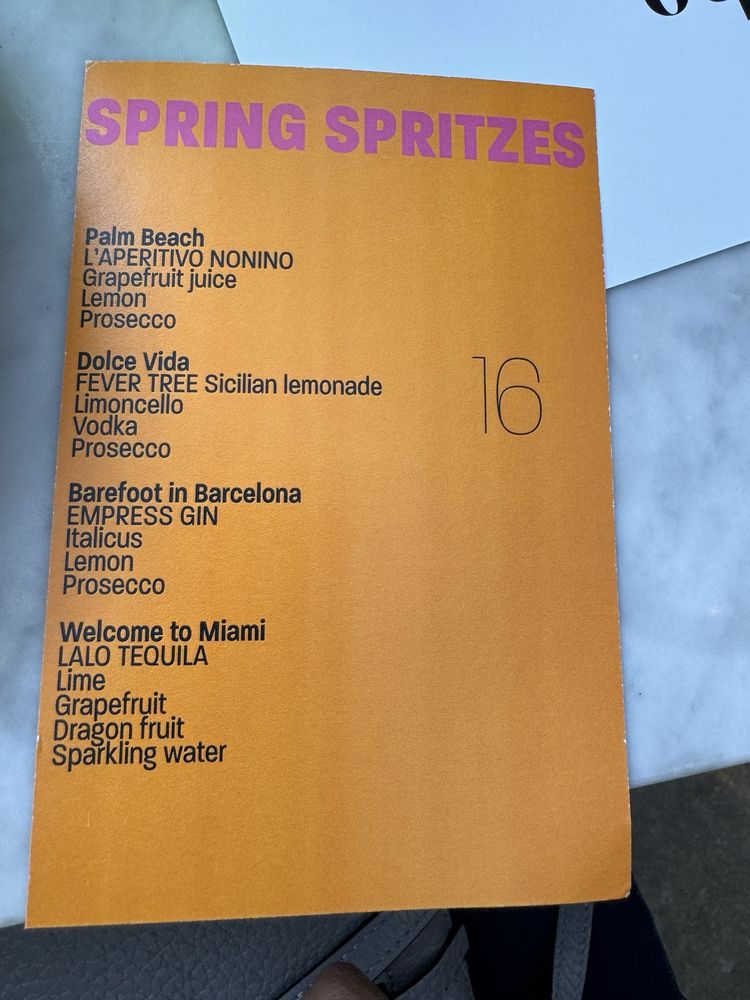 SPRING SPRITZES
Palm Beach
L'APERITIVO NONINO
Grapefruit juice
Lemon
Prosecco
Dolce Vida
FEVER TREE Sicilian lemonade
Limoncello
Vodka
Prosecco
16
Barefoot in Barcelona
EMPRESS GIN
Italicus
Lemon
Prosecco
Welcome to Miami
LALO TEQUILA
Lime
Grapefruit
Dragon fruit
Sparkling water